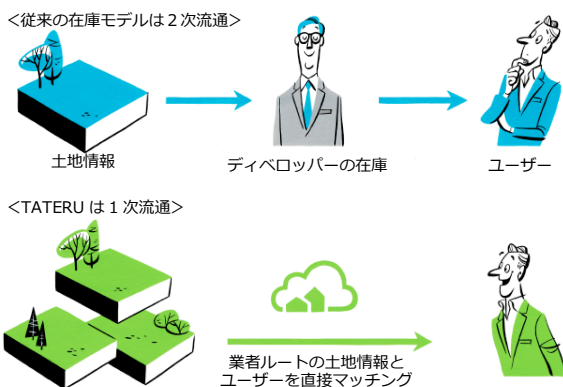 ＜従来の在庫モデルは２次流通＞
土地情報
ディベロッパーの在庫
ユーザー
＜TATERU は 1 次流通＞
業者ルートの土地情報と
ユーザーを直接マッチング